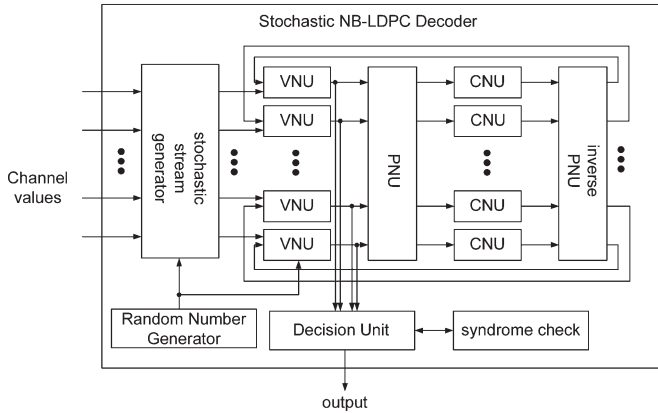 Stochastic NB-LDPC Decoder
Channel
values
stochastic
stream
generator
VNU
VNU
VNU
VNU
PNU
CNU
CNU
CNU
CNU
inverse
PNU
Random Number
Generator
Decision Unit
syndrome check
output